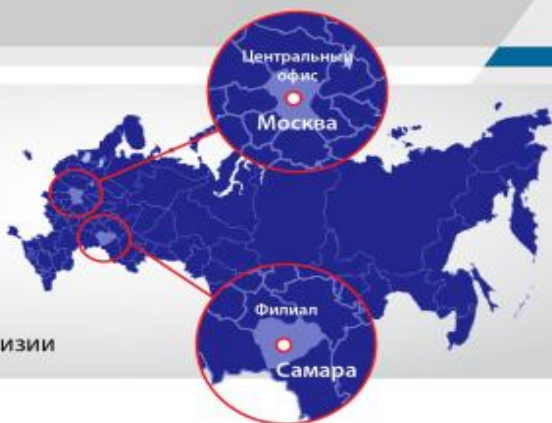 Центральный
офис
Москва
Филиал
Самара
изии